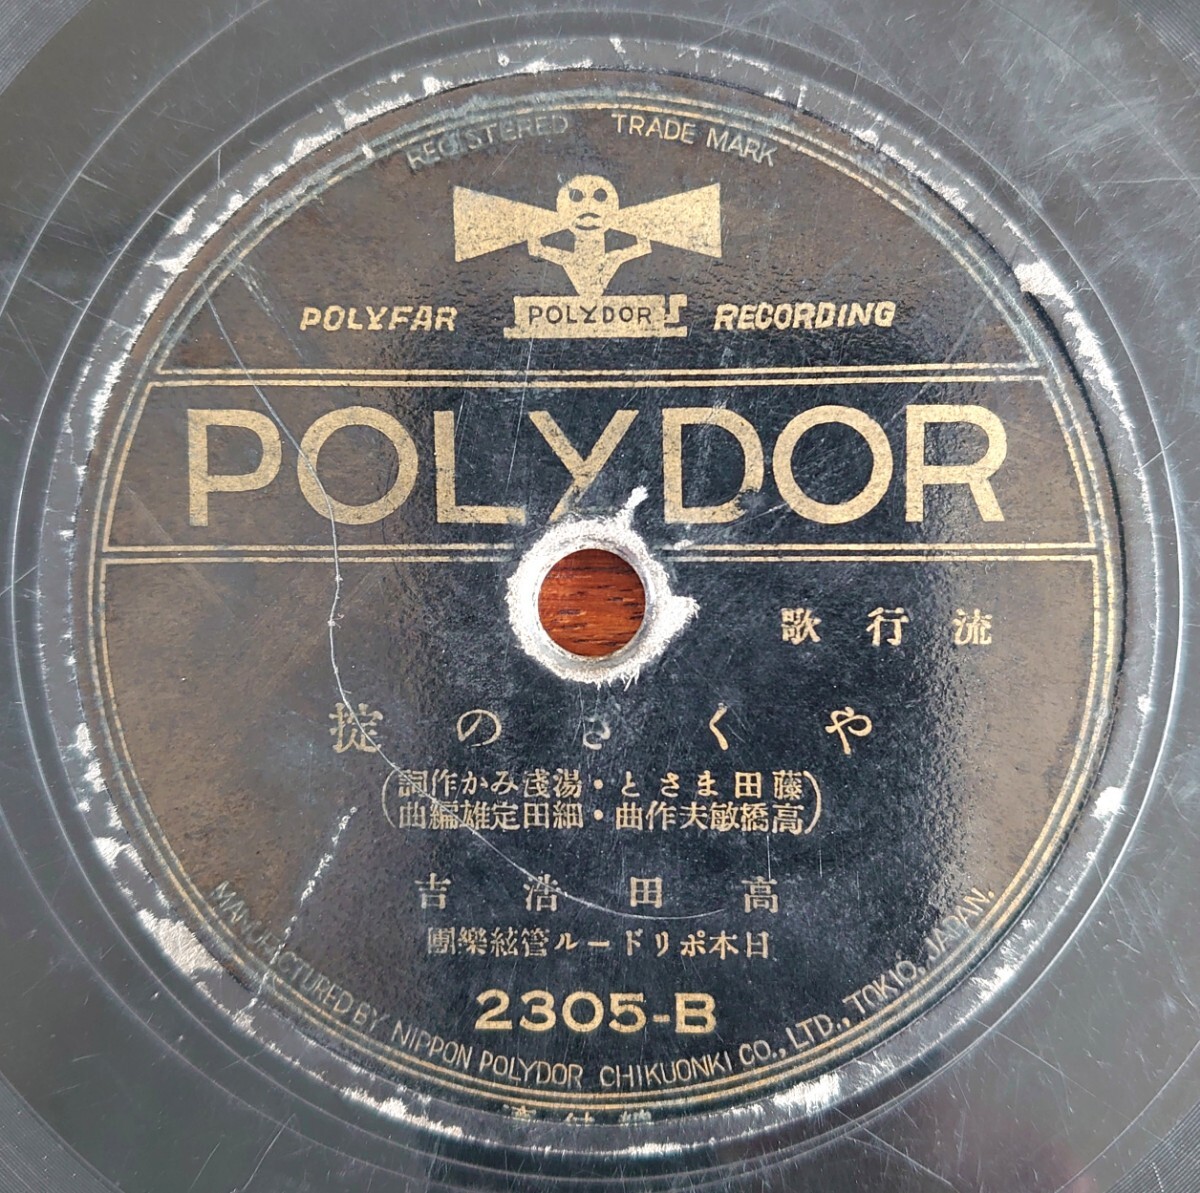 REGISTERED TRADE MARK
POLYFAR POLYDOR RECORDING
POLYDOR
流行歌
やくざの掟
(藤田まさと・湯淺みか作詞
高橋敏夫作曲・細田定雄編曲)
高田浩吉
日本ポリドール管絃樂團
2305-B
MANUFACTURED BY NIPPON POLYDOR CHIKUONKI CO., LTD., TOKIO, JAPAN.